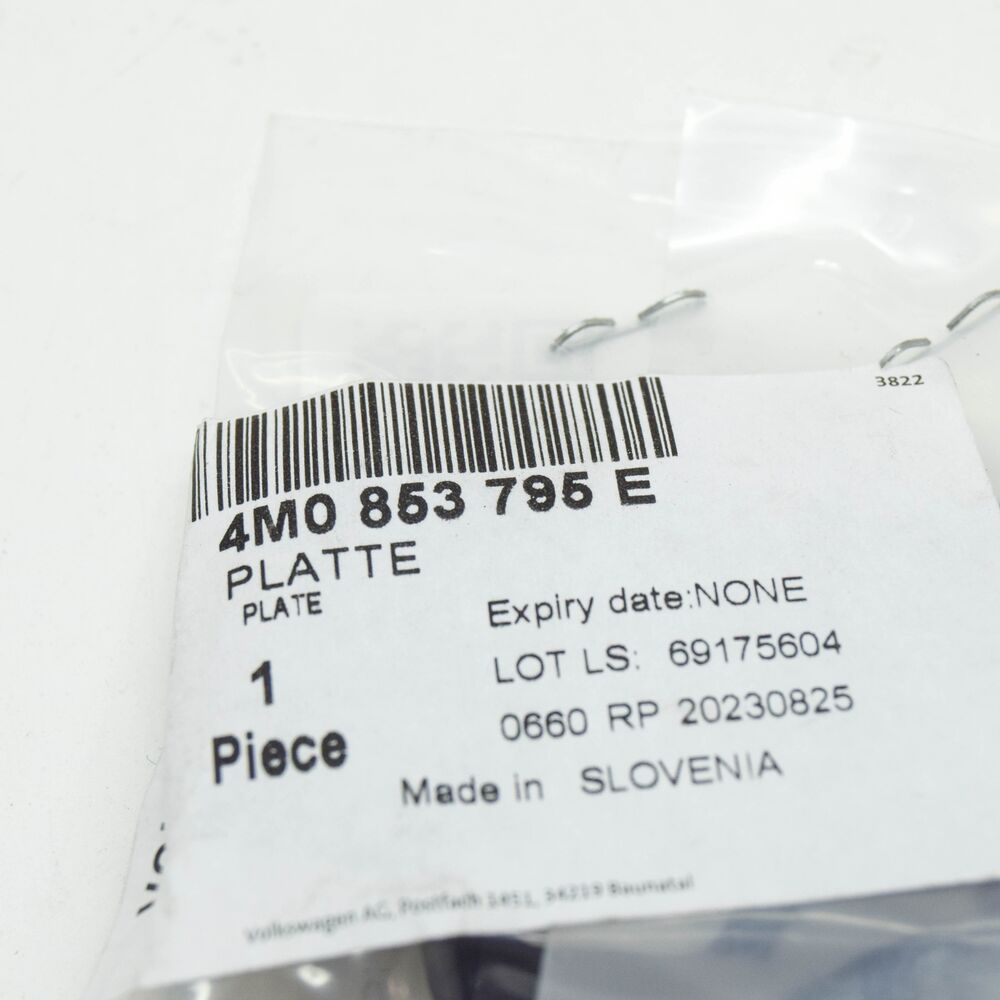 3822
4M0 853 795 E
PLATTE
PLATE
Expiry date:NONE
1
LOT LS: 69175604
Piece
0660 RP 20230825
Made in SLOVENIA
Volkswagen AG, Postfach 1451, 34219 Baunatal